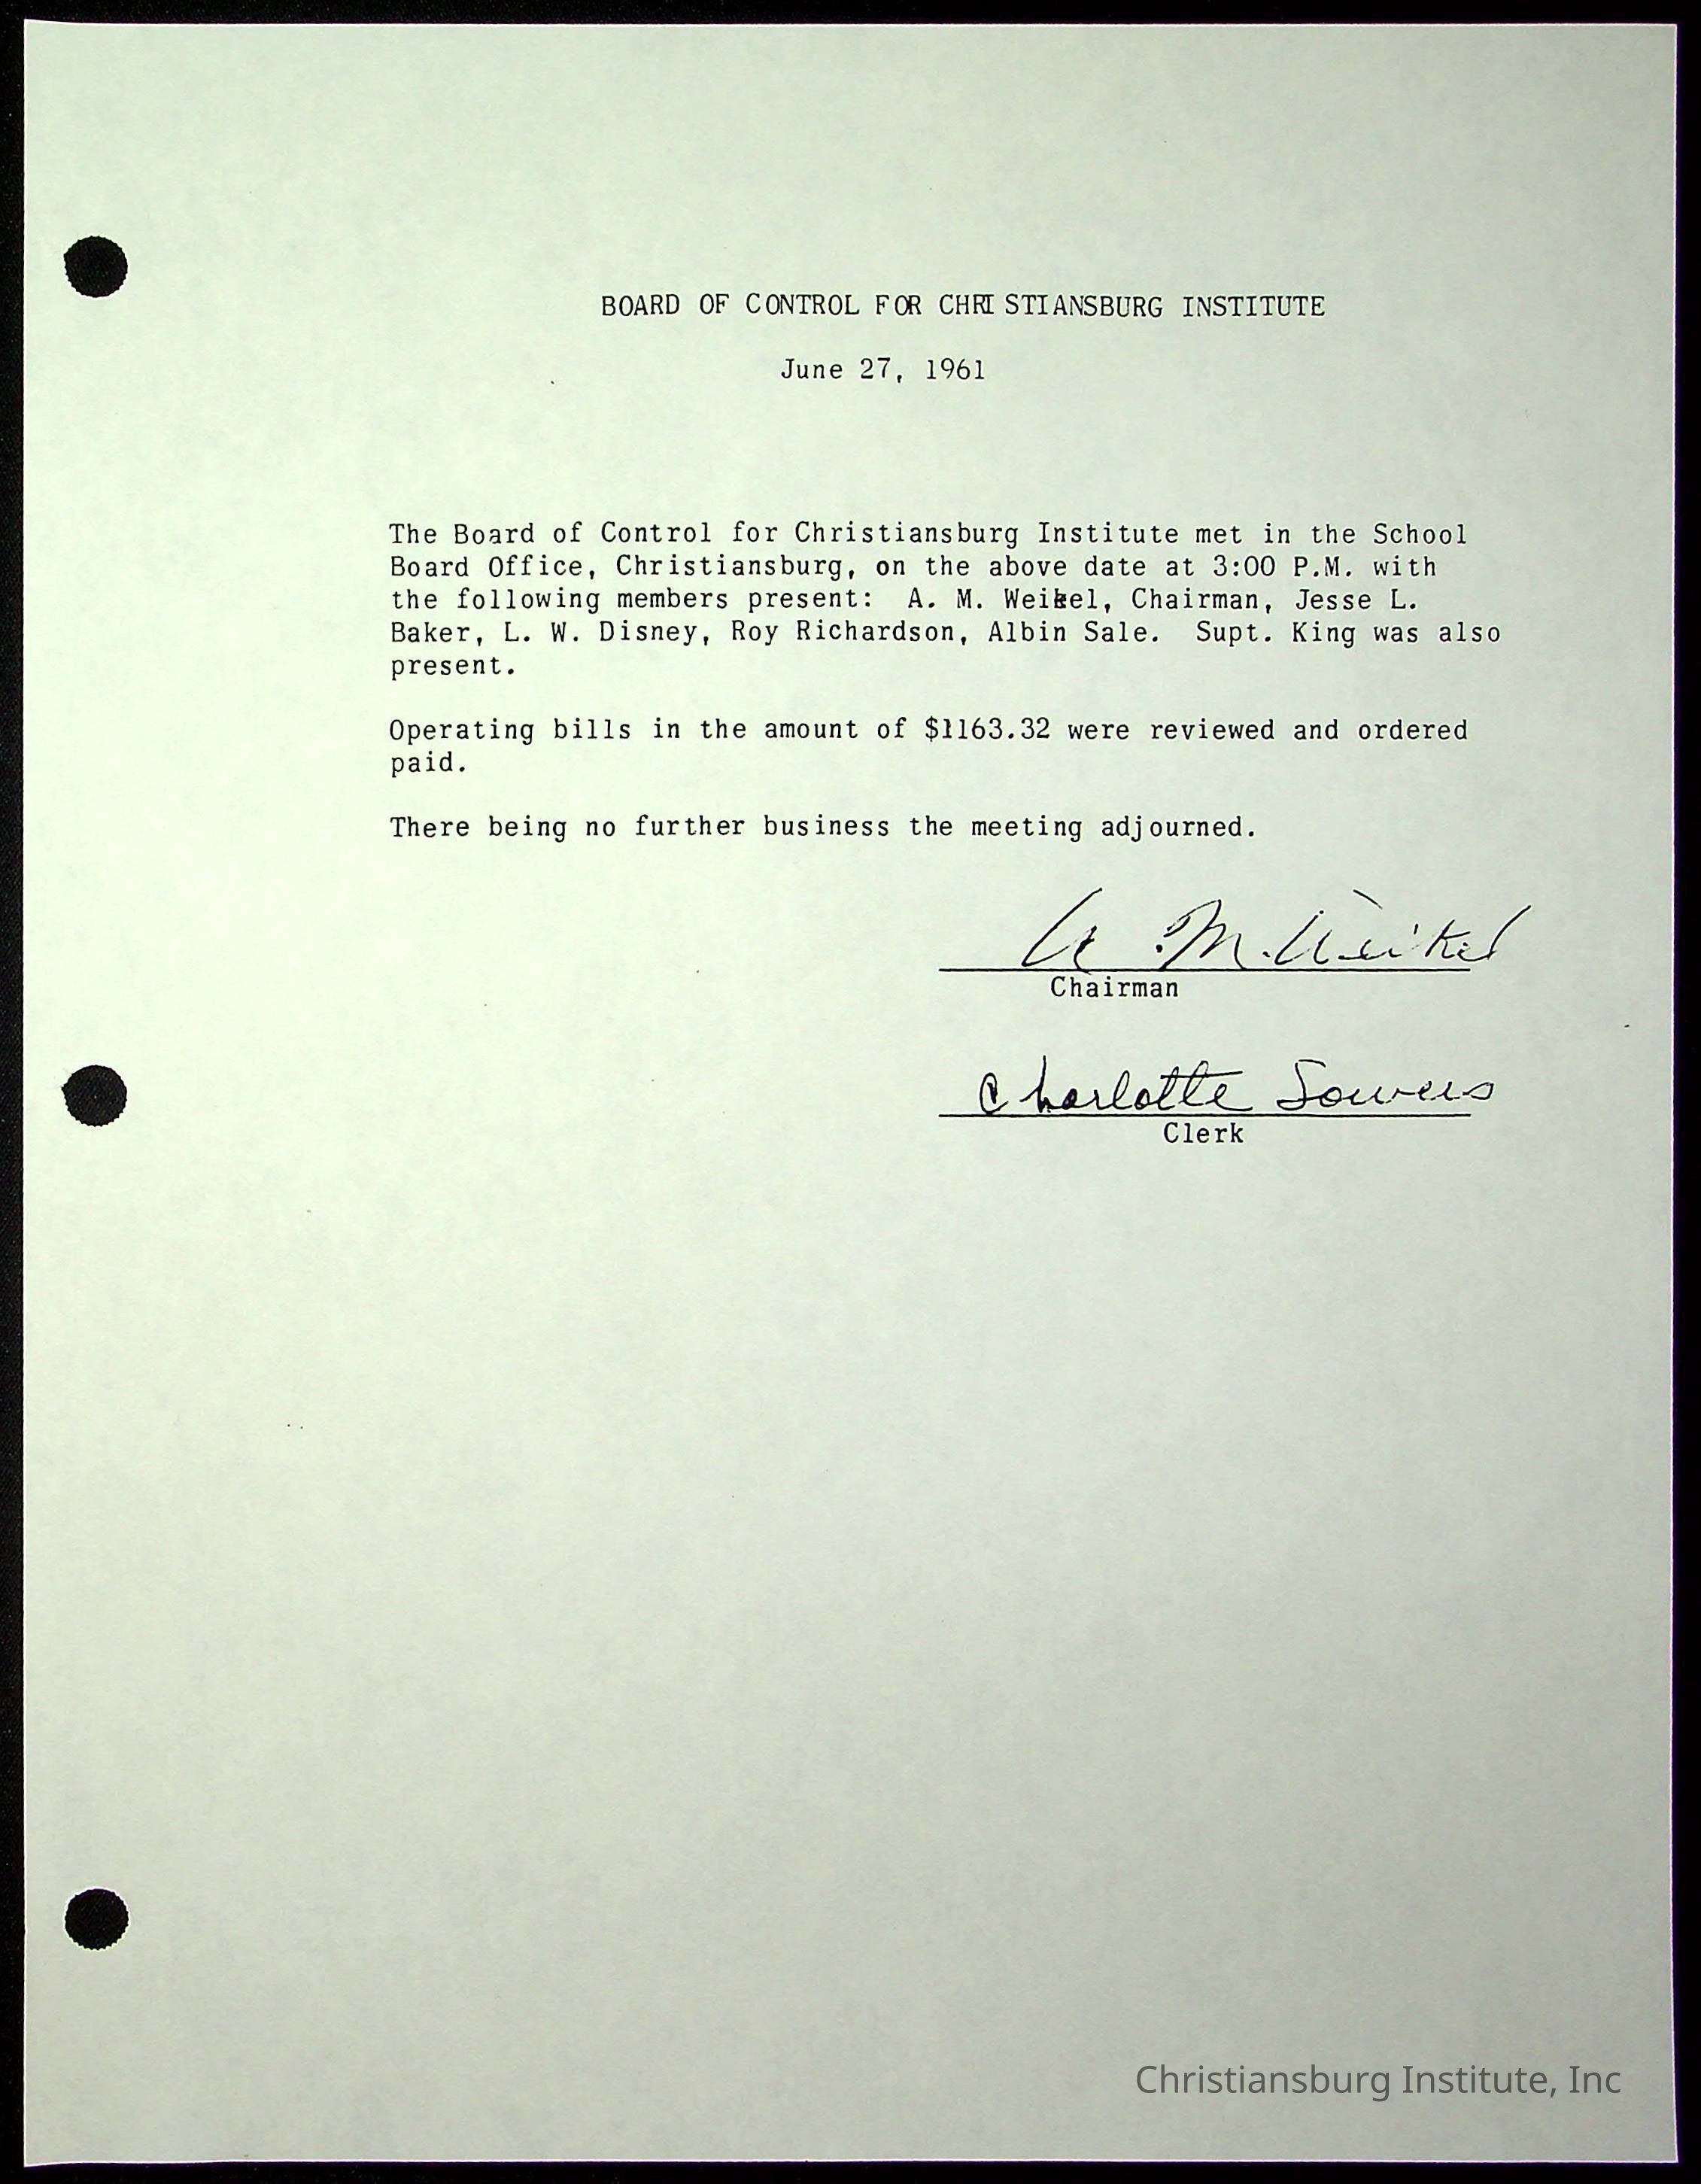 BOARD OF CONTROL FOR CHRISTIANSBURG INSTITUTE
June 27, 1961
The Board of Control for Christiansburg Institute met in the School
Board Office, Christiansburg, on the above date at 3:00 P.M. with
the following members present: A. M. Weikel, Chairman, Jesse L.
Baker, L. W. Disney, Roy Richardson, Albin Sale. Supt. King was also
present.
Operating bills in the amount of $1163.32 were reviewed and ordered
paid.
There being no further business the meeting adjourned.
A. M. Weikel
Chairman
Charlotte Sowers
Clerk
Christiansburg Institute, Inc